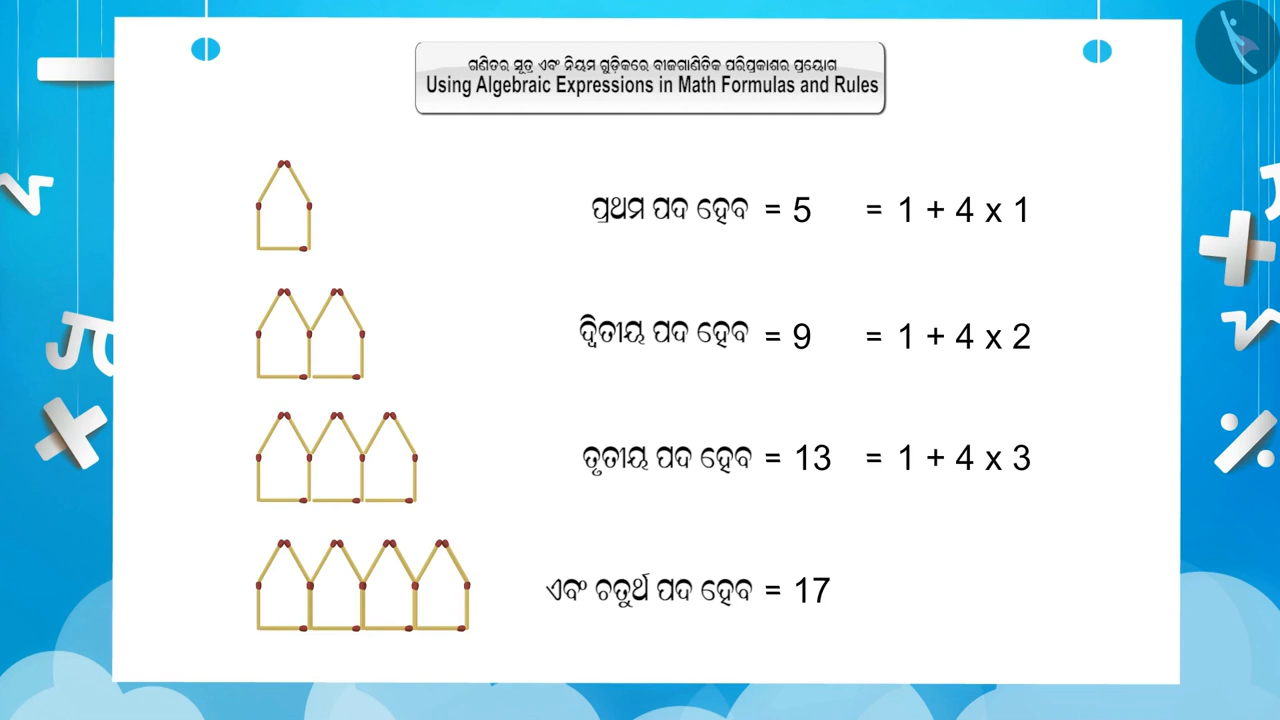 ଗଣିତର ସୂତ୍ର ଏବଂ ନିୟମ ଗୁଡ଼ିକରେ ବୀଜଗାଣିତିକ ପରିପ୍ରକାଶର ପ୍ରୟୋଗ
Using Algebraic Expressions in Math Formulas and Rules
ପ୍ରଥମ ପଦ ହେବ = 5 = 1 + 4 x 1
ଦ୍ୱିତୀୟ ପଦ ହେବ = 9 = 1 + 4 x 2
ତୃତୀୟ ପଦ ହେବ = 13 = 1 + 4 x 3
ଏବଂ ଚତୁର୍ଥ ପଦ ହେବ = 17